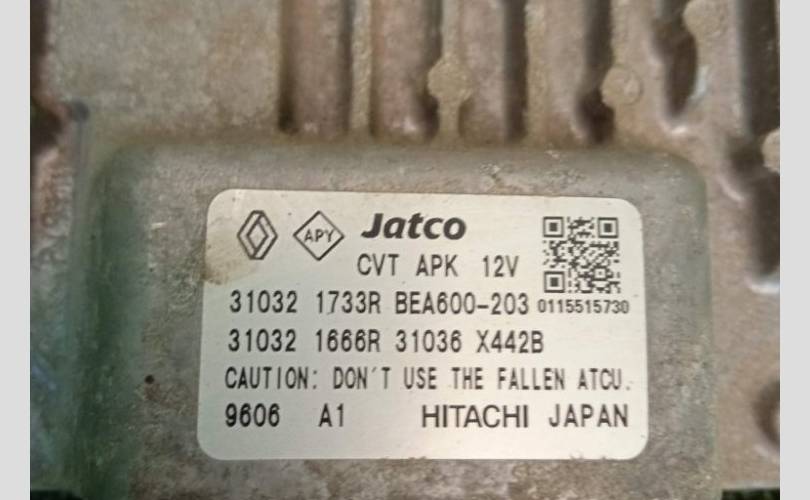 APY Jatco
CVT APK 12V
31032 1733R BEA600-203 0115515730
31032 1666R 31036 X442B
CAUTION: DON'T USE THE FALLEN ATCU.
9606 A1 HITACHI JAPAN